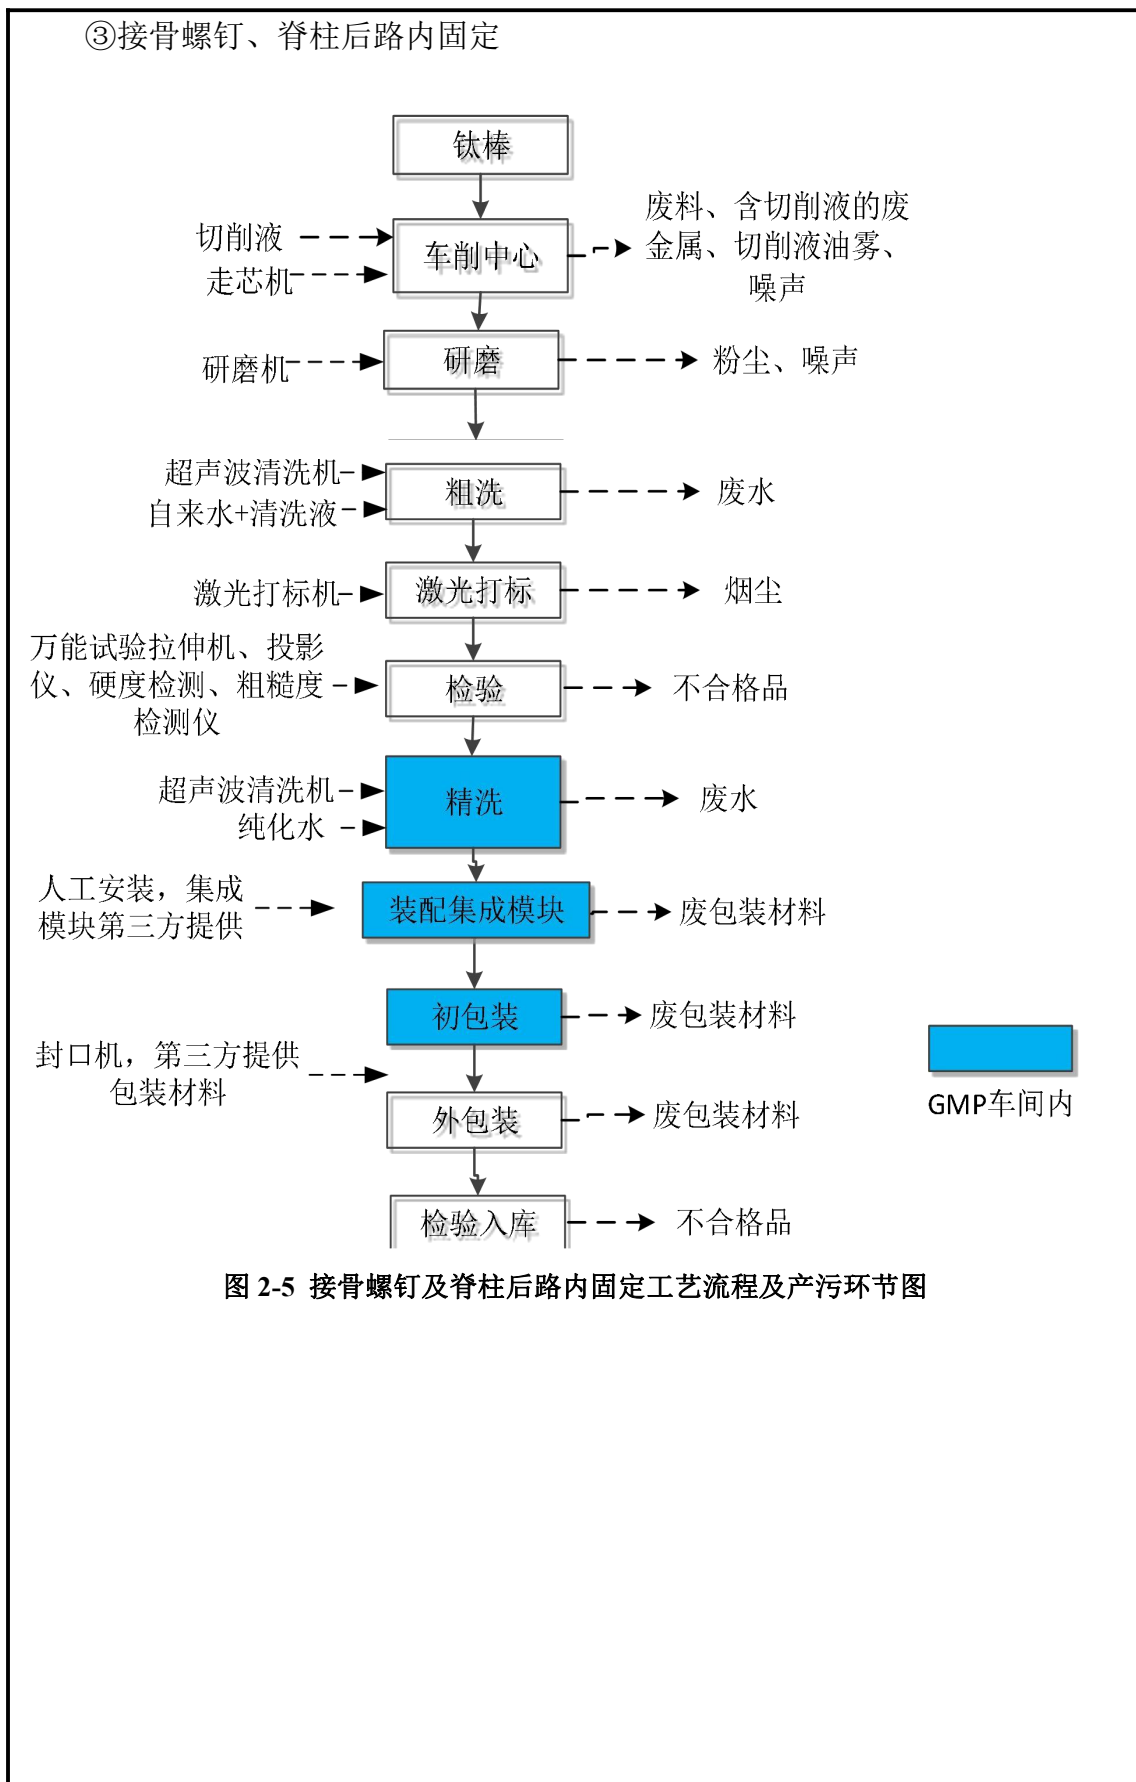 ③接骨螺钉、脊柱后路内固定
钛棒
切削液
走芯机
车削中心
废料、含切削液的废
金属、切削液油雾、
噪声
研磨机
研磨
粉尘、噪声
超声波清洗机
自来水+清洗液
粗洗
废水
激光打标机
激光打标
烟尘
万能试验拉伸机、投影
仪、硬度检测、粗糙度
检测仪
检验
不合格品
超声波清洗机
纯化水
精洗
废水
人工安装，集成
模块第三方提供
装配集成模块
废包装材料
初包装
废包装材料
封口机，第三方提供
包装材料
外包装
废包装材料
GMP车间内
检验入库
不合格品
图 2-5 接骨螺钉及脊柱后路内固定工艺流程及产污环节图